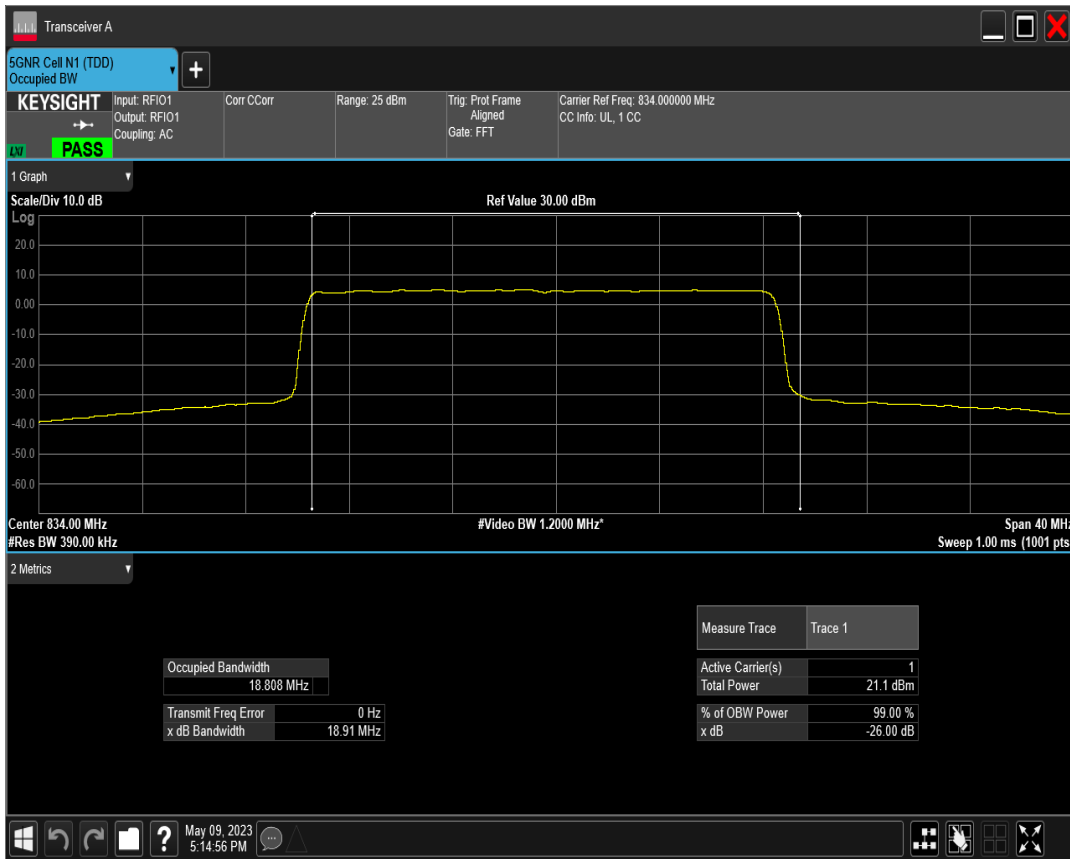 Transceiver A
5GNR Cell N1 (TDD)
Occupied BW
+
KEYSIGHT
LXI
PASS
Input: RFIO1
Output: RFIO1
Coupling: AC
Corr CCorr
Range: 25 dBm
Trig: Prot Frame
Aligned
Gate: FFT
Carrier Ref Freq: 834.000000 MHz
CC Info: UL, 1 CC
1 Graph
Scale/Div 10.0 dB
Ref Value 30.00 dBm
Log
20.0
10.0
0.00
-10.0
-20.0
-30.0
-40.0
-50.0
-60.0
Center 834.00 MHz
#Video BW 1.2000 MHz*
Span 40 MHz
#Res BW 390.00 kHz
Sweep 1.00 ms (1001 pts
2 Metrics
Measure Trace Trace 1
Occupied Bandwidth
18.808 MHz
Active Carrier(s) 1
Total Power 21.1 dBm
Transmit Freq Error 0 Hz
x dB Bandwidth 18.91 MHz
% of OBW Power 99.00 %
x dB -26.00 dB
?
May 09, 2023
5:14:56 PM